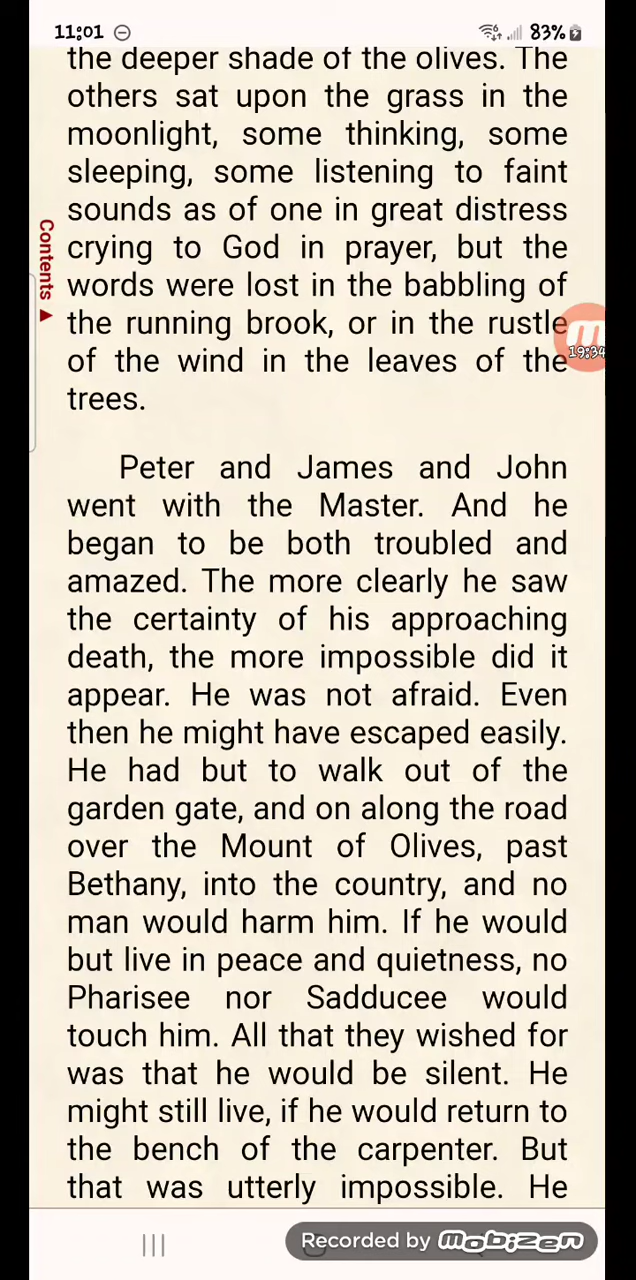 11:01
83%
the deeper shade of the olives. The
others sat upon the grass in the
moonlight, some thinking, some
sleeping, some listening to faint
sounds as of one in great distress
crying to God in prayer, but the
words were lost in the babbling of
the running brook, or in the rustle
of the wind in the leaves of the
trees.
Contents
19:34
Peter and James and John
went with the Master. And he
began to be both troubled and
amazed. The more clearly he saw
the certainty of his approaching
death, the more impossible did it
appear. He was not afraid. Even
then he might have escaped easily.
He had but to walk out of the
garden gate, and on along the road
over the Mount of Olives, past
Bethany, into the country, and no
man would harm him. If he would
but live in peace and quietness, no
Pharisee nor Sadducee would
touch him. All that they wished for
was that he would be silent. He
might still live, if he would return to
the bench of the carpenter. But
that was utterly impossible. He
Recorded by mobizen